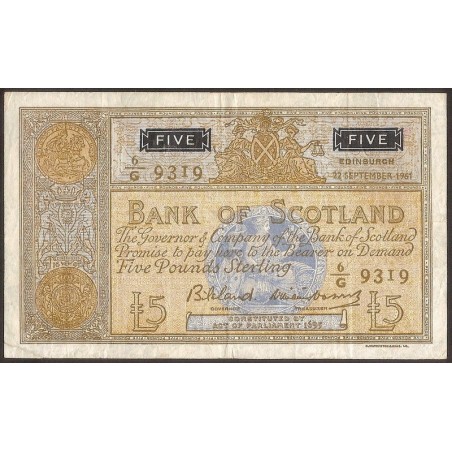 FIVE FIVE
6/G 9319
EDINBURGH
22 SEPTEMBER 1961
BANK OF SCOTLAND
The Governor & Company of the Bank of Scotland
Promise to pay here to the Bearer on Demand
Five Pounds Sterling.
6/G 9319
£5 £5
GOVERNOR TREASURER
CONSTITUTED BY
ACT OF PARLIAMENT 1695